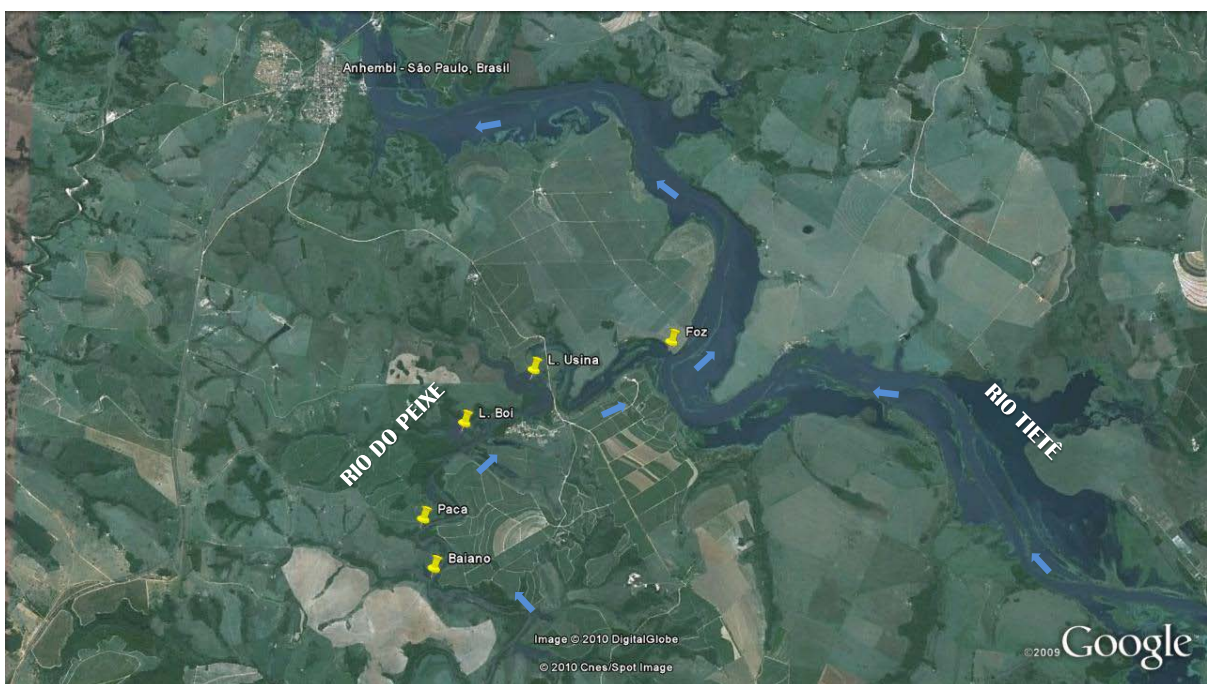 Anhembi - São Paulo, Brasil
Foz
L. Usina
RIO DO PEIXE
L. Boi
RIO TIETÊ
Paca
Baiano
Image © 2010 DigitalGlobe
© 2010 Cnes/Spot Image
©2009 Google